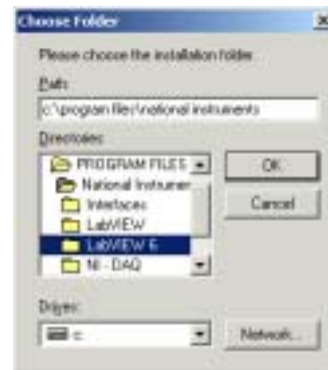 Choose Folder
Please choose the installation folder.
Path:
c:\program files\national instruments
Directories:
PROGRAM FILES
National Instrumer
Interfaces
LabVIEW
LabVIEW 6
NI-DAQ
OK
Cancel
Drives:
c:
Network...